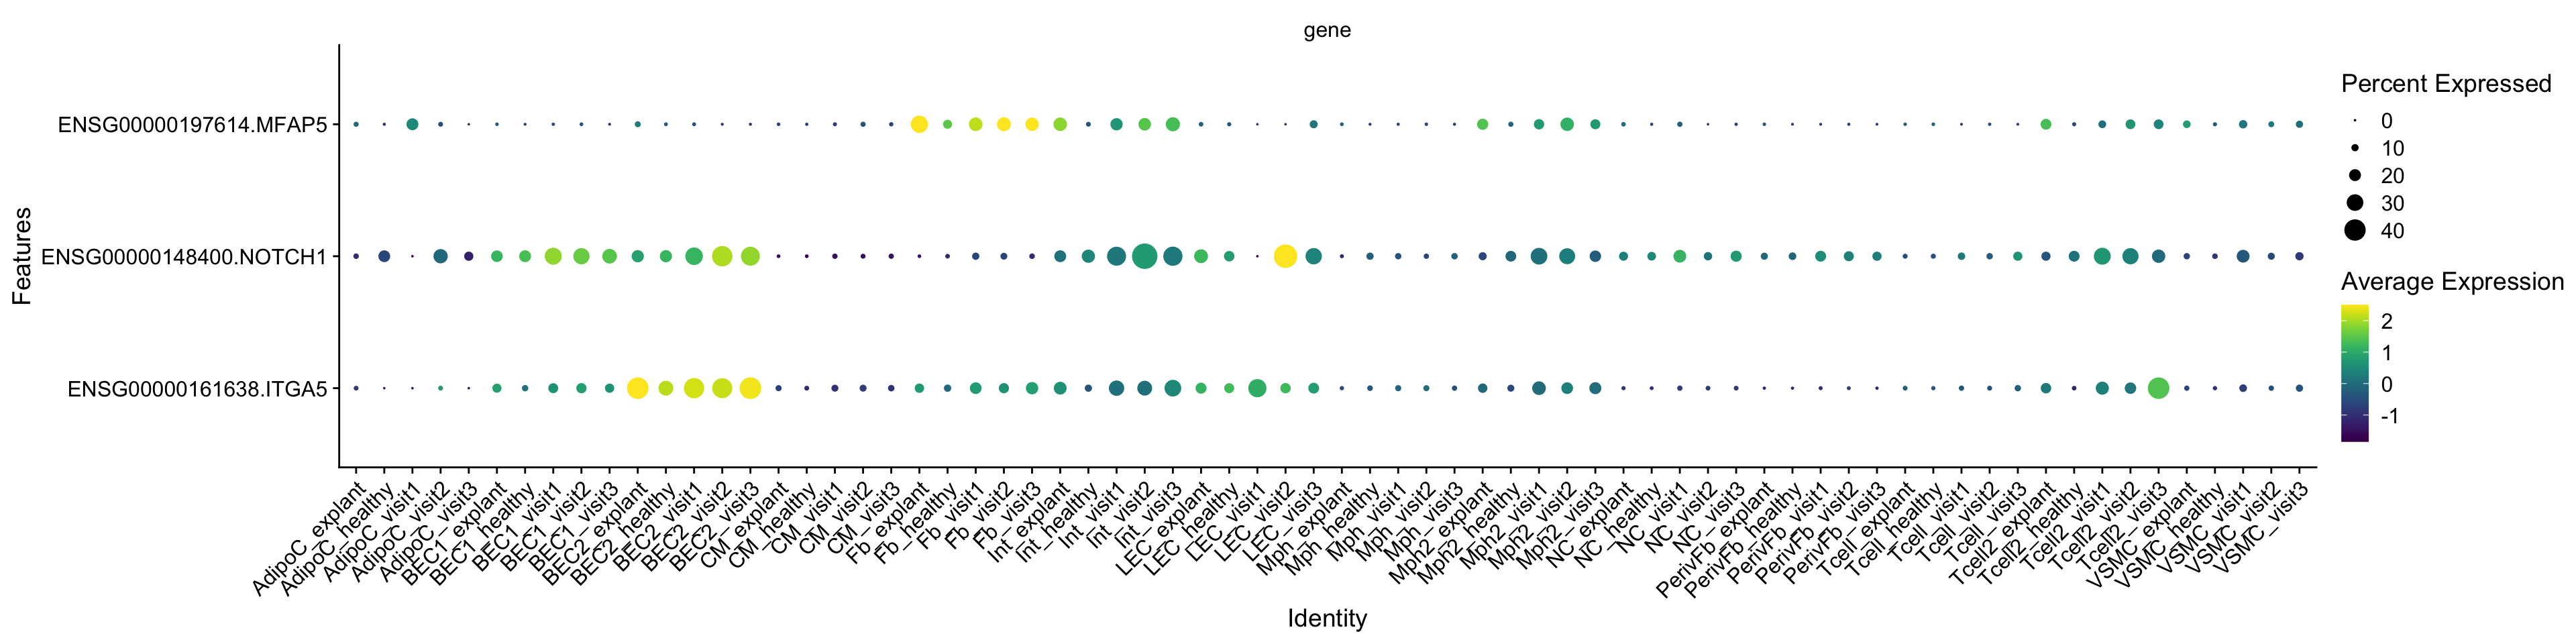 gene
Features
ENSG00000197614.MFAP5
ENSG00000148400.NOTCH1
ENSG00000161638.ITGA5
AdipoC_explant
AdipoC_healthy
AdipoC_visit1
AdipoC_visit2
AdipoC_visit3
BEC1_explant
BEC1_healthy
BEC1_visit1
BEC1_visit2
BEC1_visit3
BEC2_explant
BEC2_healthy
BEC2_visit1
BEC2_visit2
BEC2_visit3
CM_explant
CM_healthy
CM_visit1
CM_visit2
CM_visit3
Fb_explant
Fb_healthy
Fb_visit1
Fb_visit2
Fb_visit3
Int_explant
Int_healthy
Int_visit1
Int_visit2
Int_visit3
LEC_explant
LEC_healthy
LEC_visit1
LEC_visit2
LEC_visit3
Mph_explant
Mph_healthy
Mph_visit1
Mph_visit2
Mph_visit3
Mph2_explant
Mph2_healthy
Mph2_visit1
Mph2_visit2
Mph2_visit3
NC_explant
NC_healthy
NC_visit1
NC_visit2
NC_visit3
PerivFb_explant
PerivFb_healthy
PerivFb_visit1
PerivFb_visit2
PerivFb_visit3
Tcell_explant
Tcell_healthy
Tcell_visit1
Tcell_visit2
Tcell_visit3
Tcell2_explant
Tcell2_healthy
Tcell2_visit1
Tcell2_visit2
Tcell2_visit3
VSMC_explant
VSMC_healthy
VSMC_visit1
VSMC_visit2
VSMC_visit3
Identity
Percent Expressed
0
10
20
30
40
Average Expression
2
1
0
-1